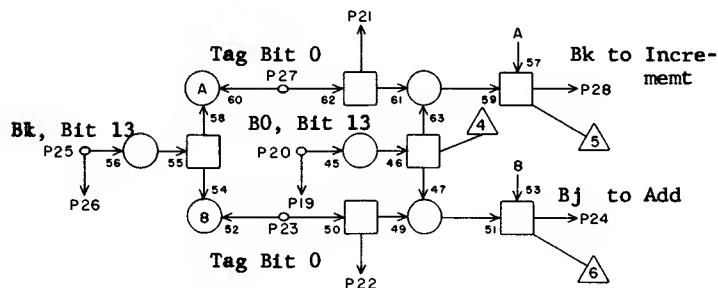 P21
Tag Bit 0
A
57
Bk to Incre-
memt
P27
A
60
62
61
59
P28
58
63
Bk, Bit 13
B0, Bit 13
4
5
P25
56
55
P20
45
46
P26
54
P19
47
8
53
Bj to Add
B
52
P23
50
49
51
P24
Tag Bit 0
P22
6